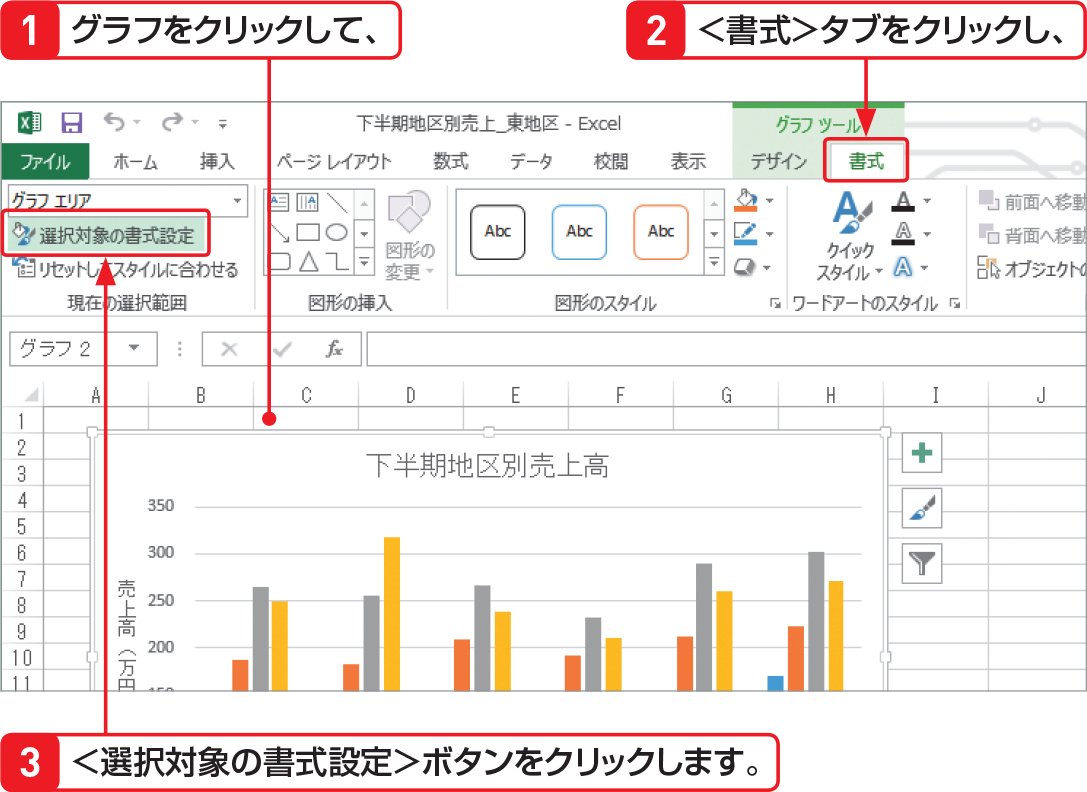 1 グラフをクリックして、
2 ＜書式＞タブをクリックし、
下半期地区別売上_東地区 - Excel
グラフ ツール
ファイル ホーム 挿入 ページ レイアウト 数式 データ 校閲 表示 デザイン 書式
グラフ エリア
選択対象の書式設定
リセットしてスタイルに合わせる
現在の選択範囲
図形の
変更
図形の挿入
Abc Abc Abc
図形のスタイル
クイック
スタイル
ワードアートのスタイル
前面へ移動
背面へ移動
オブジェクトの
グラフ 2
fx
A B C D E F G H I J
1
2
3
4
5
6
7
8
9
10
11
下半期地区別売上高
350
300
250
200
150
売上高（万円
3 ＜選択対象の書式設定＞ボタンをクリックします。